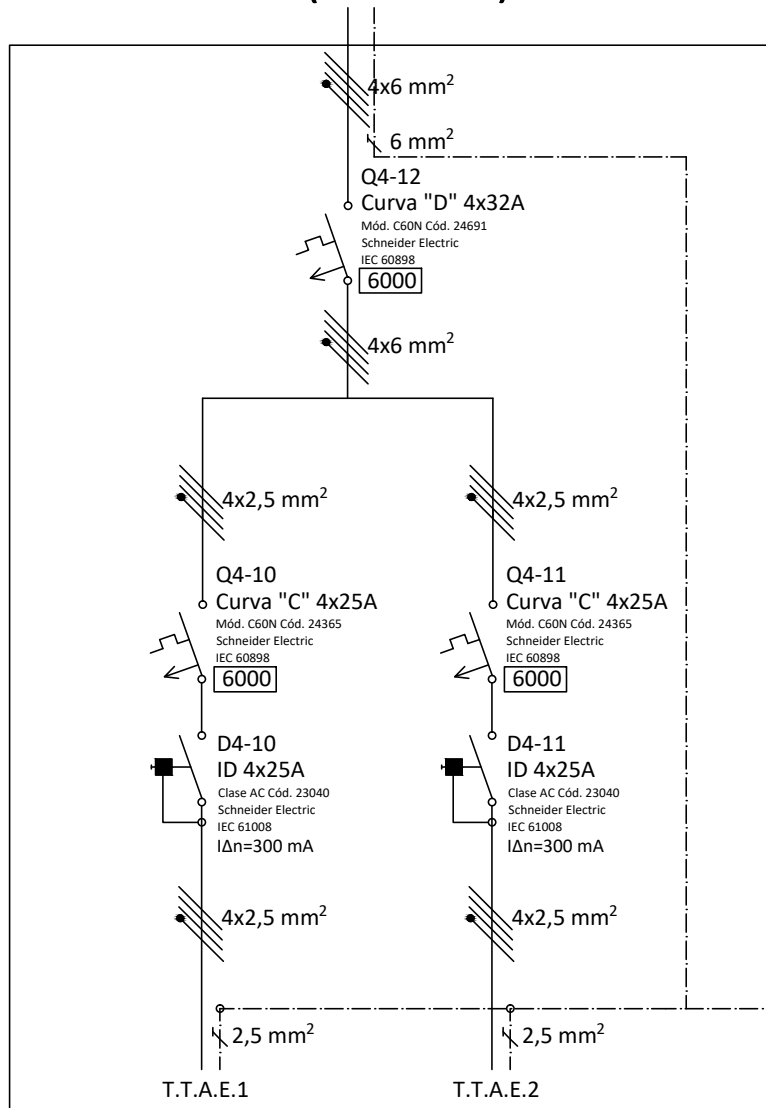 4x6 mm²
6 mm²
Q4-12
Curva "D" 4x32A
Mód. C60N Cód. 24691
Schneider Electric
IEC 60898
6000
4x6 mm²
4x2,5 mm²
4x2,5 mm²
Q4-10
Curva "C" 4x25A
Mód. C60N Cód. 24365
Schneider Electric
IEC 60898
6000
Q4-11
Curva "C" 4x25A
Mód. C60N Cód. 24365
Schneider Electric
IEC 60898
6000
D4-10
ID 4x25A
Clase AC Cód. 23040
Schneider Electric
IEC 61008
IΔn=300 mA
D4-11
ID 4x25A
Clase AC Cód. 23040
Schneider Electric
IEC 61008
IΔn=300 mA
4x2,5 mm²
4x2,5 mm²
2,5 mm²
2,5 mm²
T.T.A.E.1
T.T.A.E.2